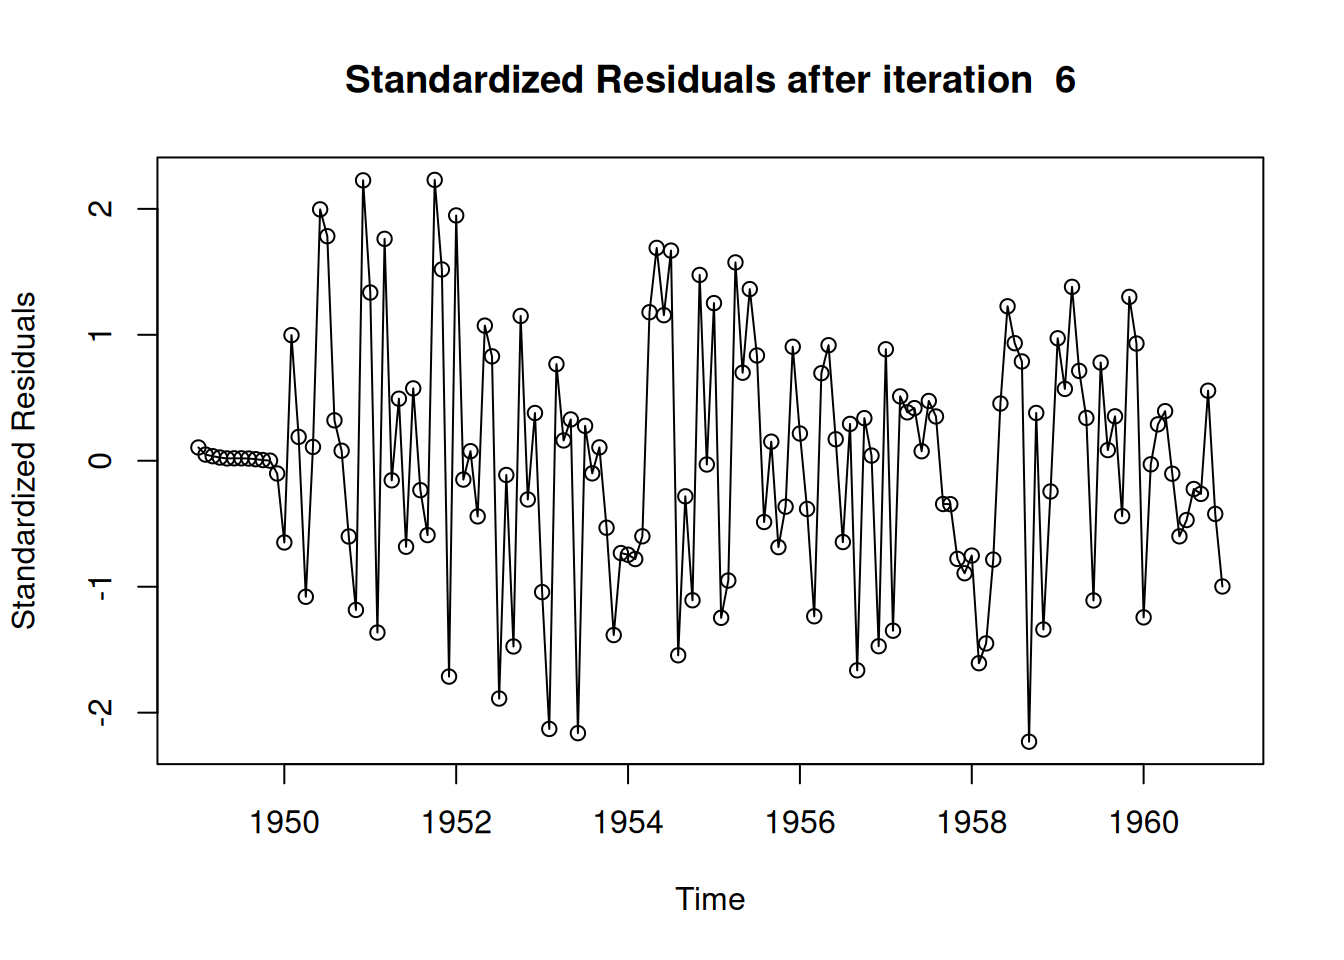 Standardized Residuals after iteration  6
Standardized Residuals
2
1
0
-1
-2
1950 1952 1954 1956 1958 1960
Time